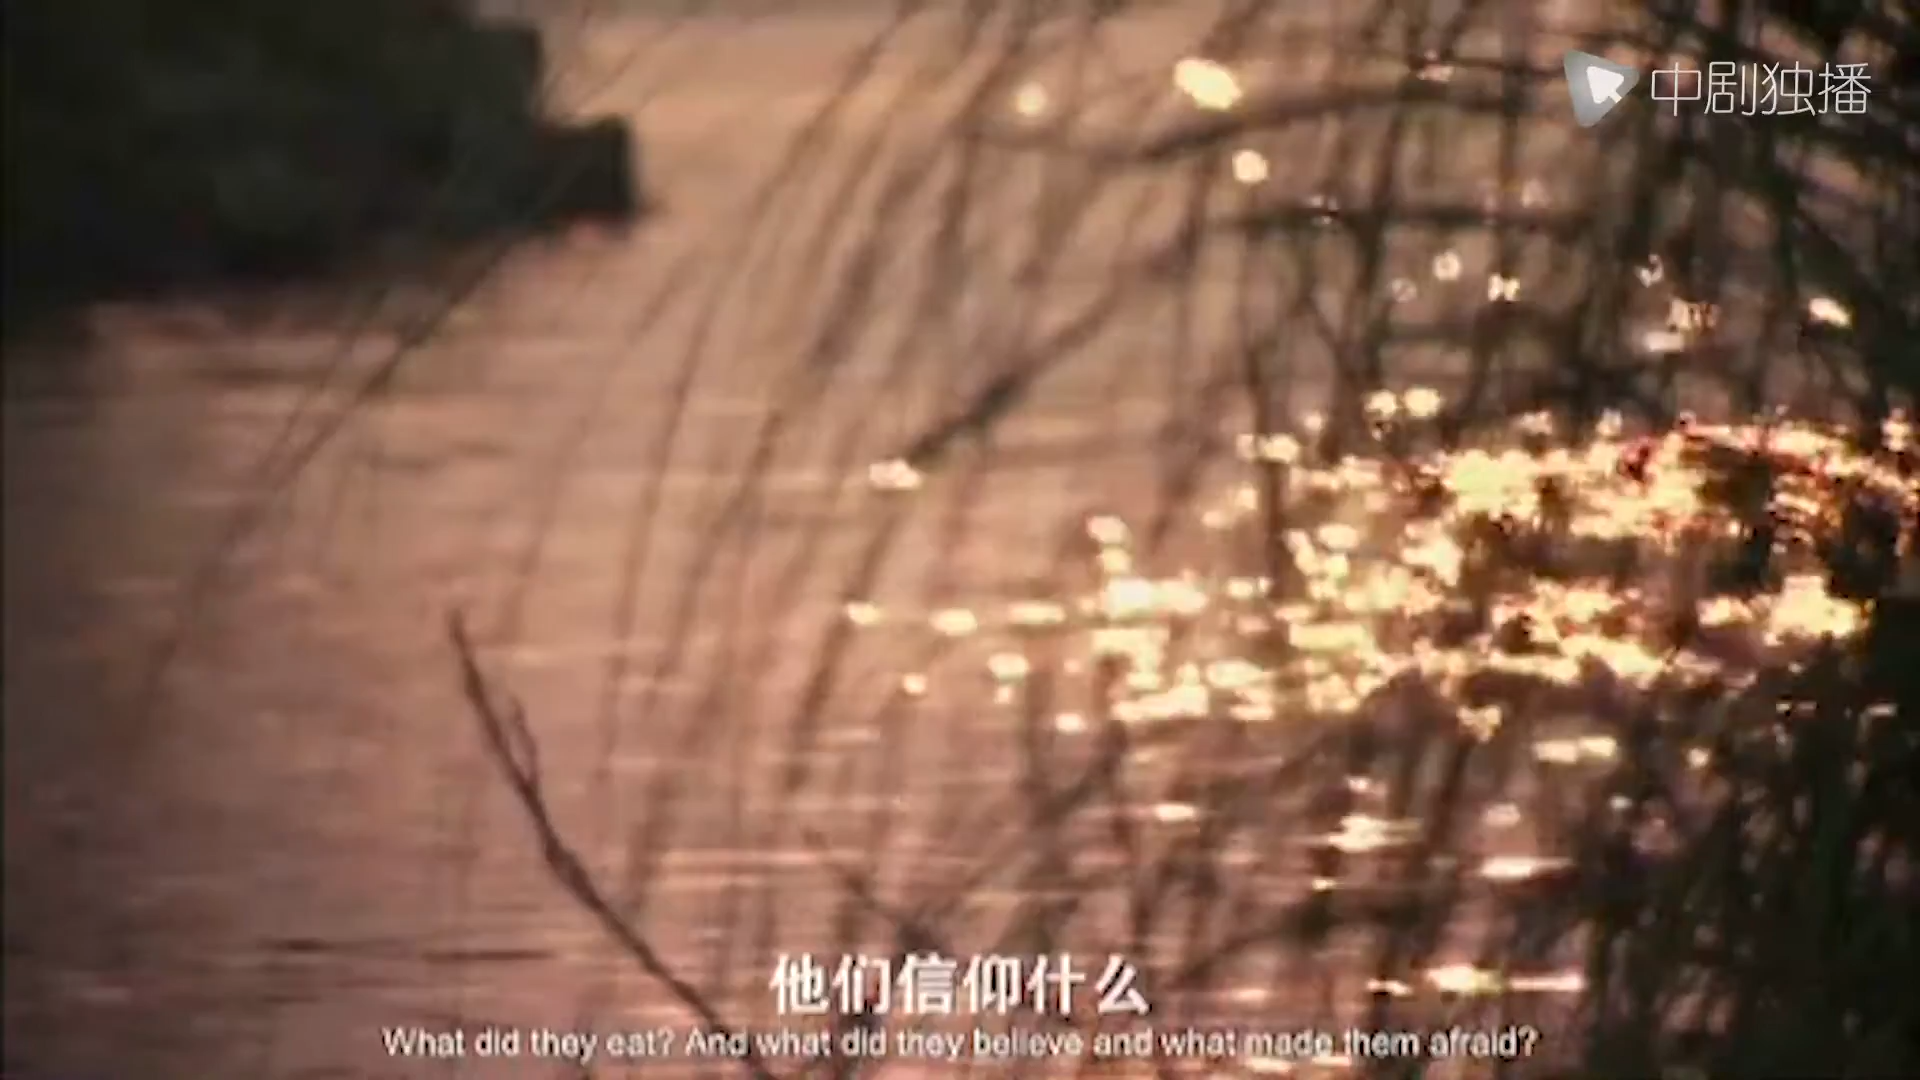 中剧独播
他们信仰什么
What did they eat? And what did they believe and what made them afraid?